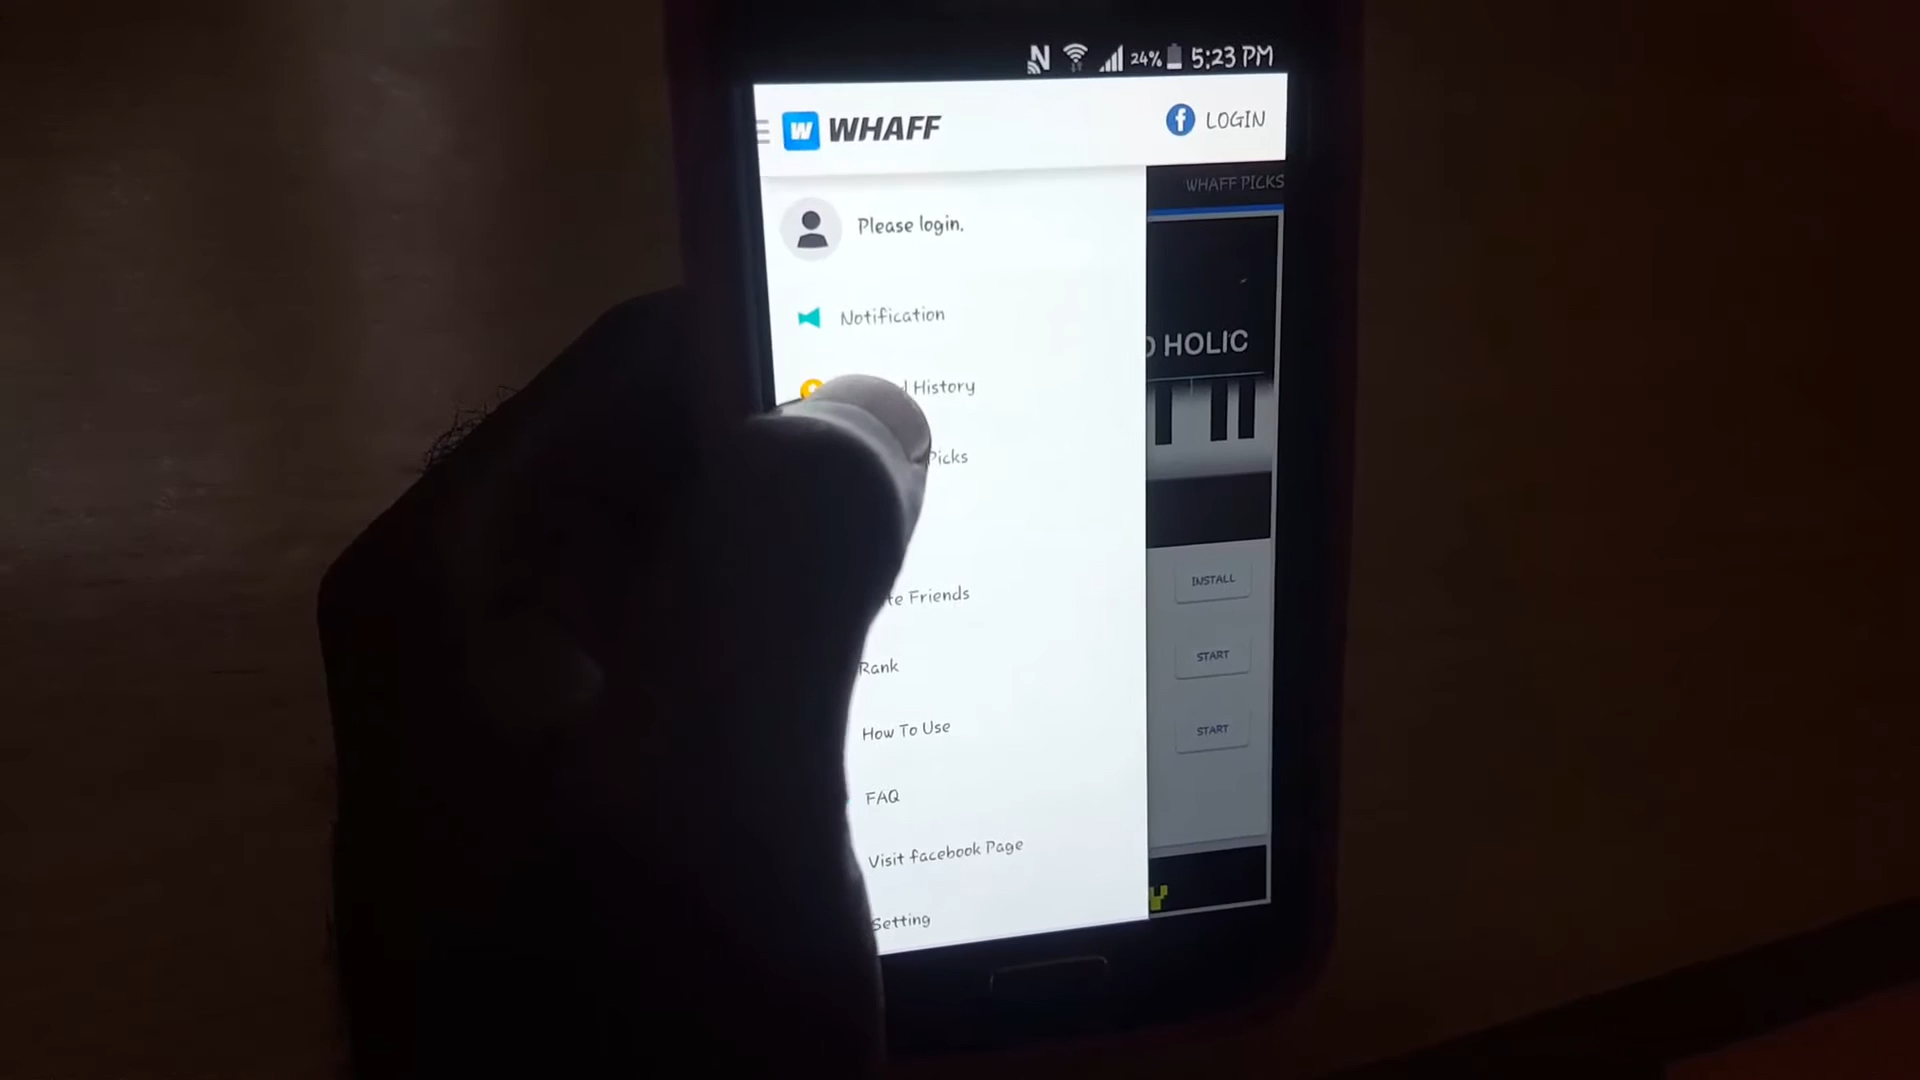 24% 5:23 PM
W WHAFF
LOGIN
WHAFF PICKS
Please login.
Notification
History
Picks
Friends
Rank
How To Use
FAQ
Visit facebook Page
Setting
HOLIC
INSTALL
START
START